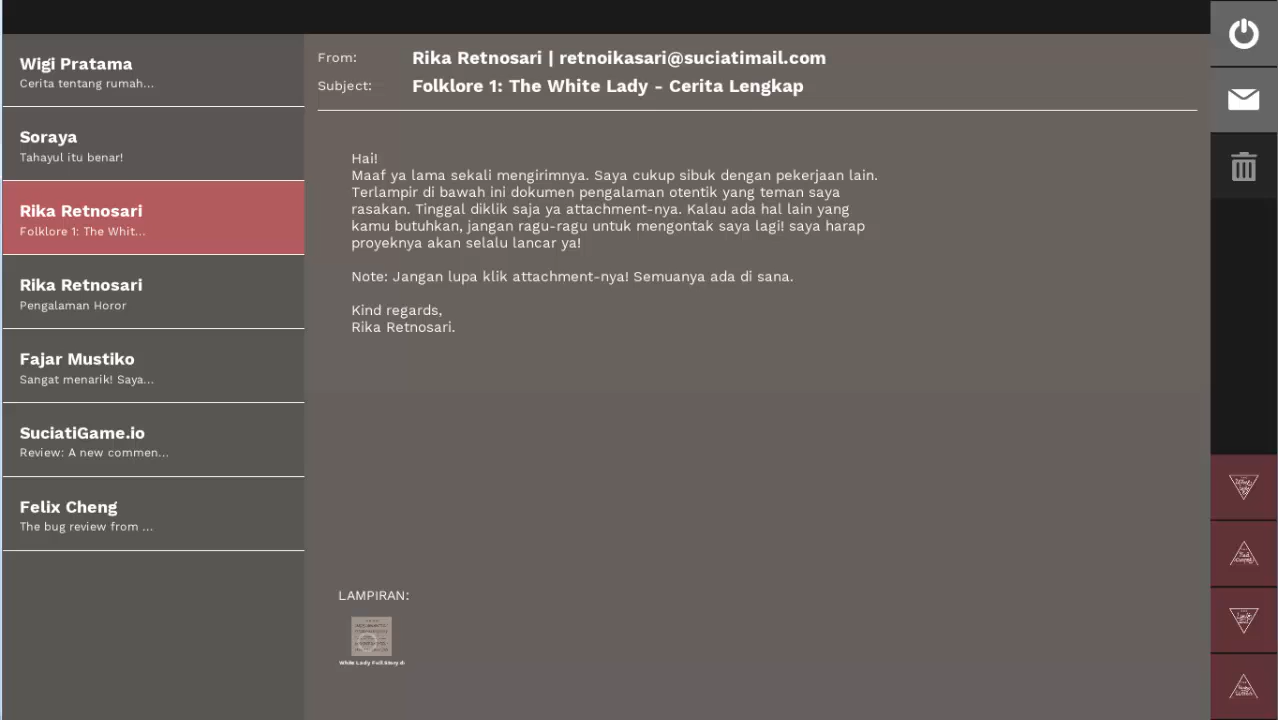 Wigi Pratama
Cerita tentang rumah...
Soraya
Tahayul itu benar!
Rika Retnosari
Folklore 1: The Whit...
Rika Retnosari
Pengalaman Horor
Fajar Mustiko
Sangat menarik! Saya...
SuciatiGame.io
Review: A new commen...
Felix Cheng
The bug review from ...
From: Rika Retnosari | retnoikasari@suciatimail.com
Subject: Folklore 1: The White Lady - Cerita Lengkap
Hai!
Maaf ya lama sekali mengirimnya. Saya cukup sibuk dengan pekerjaan lain.
Terlampir di bawah ini dokumen pengalaman otentik yang teman saya
rasakan. Tinggal diklik saja ya attachment-nya. Kalau ada hal lain yang
kamu butuhkan, jangan ragu-ragu untuk mengontak saya lagi! saya harap
proyeknya akan selalu lancar ya!
Note: Jangan lupa klik attachment-nya! Semuanya ada di sana.
Kind regards,
Rika Retnosari.
LAMPIRAN:
White Lady Full Story di